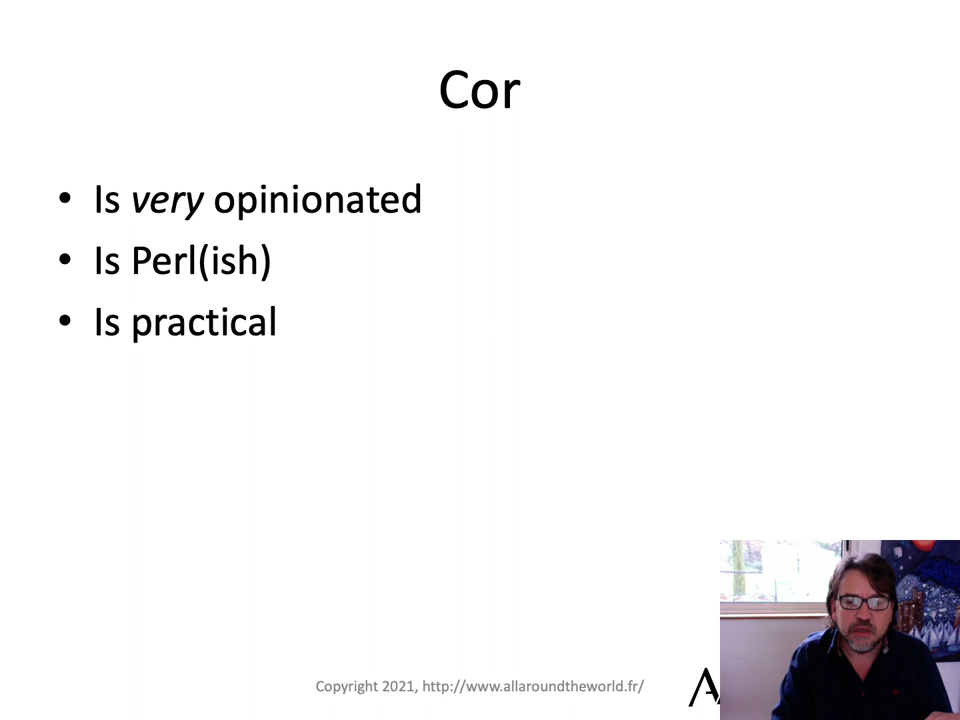 Cor
• Is very opinionated
• Is Perl(ish)
• Is practical
Copyright 2021, http://www.allaroundtheworld.fr/